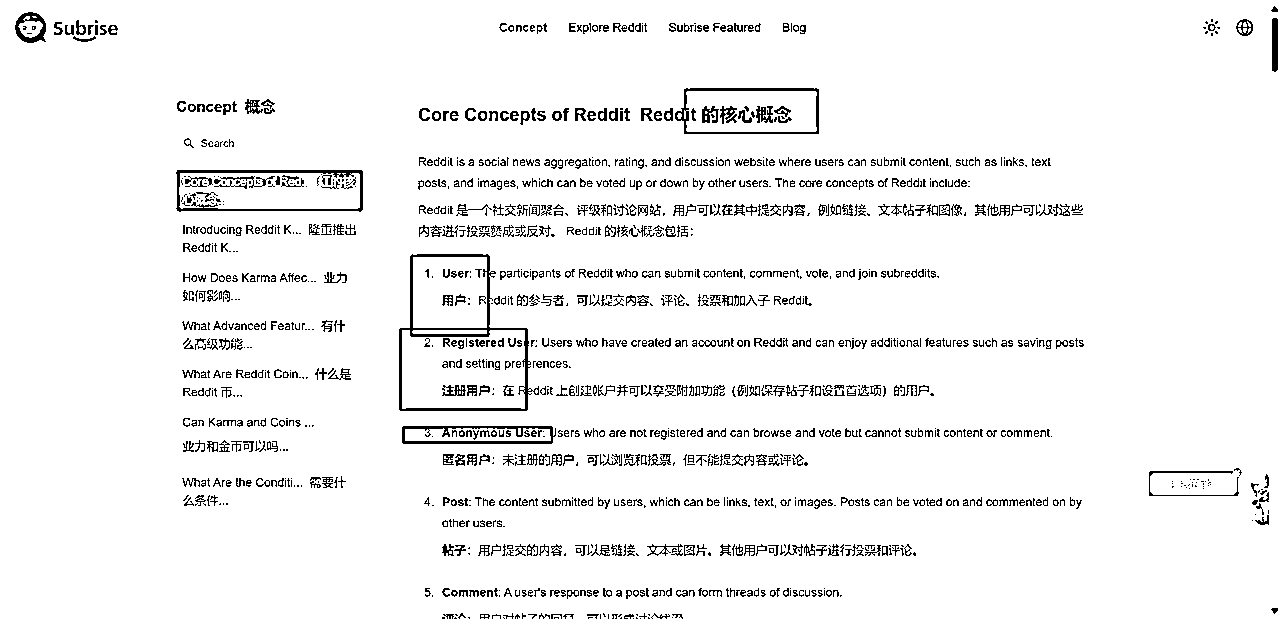 Subrise
Concept Explore Reddit Subrise Featured Blog
Concept 概念
Search
Core Concepts of Red...
心概念
Introducing Reddit K... 隆重推出
Reddit K...
How Does Karma Affec... 业力
如何影响...
What Advanced Featur... 有什
么高级功能...
What Are Reddit Coin... 什么是
Reddit 币...
Can Karma and Coins ...
业力和金币可以吗...
What Are the Conditi... 需要什
么条件...
Core Concepts of Reddit Reddit 的核心概念
Reddit is a social news aggregation, rating, and discussion website where users can submit content, such as links, text
posts, and images, which can be voted up or down by other users. The core concepts of Reddit include:
Reddit 是一个社交新闻聚合、评级和讨论网站，用户可以在其中提交内容，例如链接、文本帖子和图像，其他用户可以对这些
内容进行投票赞成或反对。 Reddit 的核心概念包括：
1. User: The participants of Reddit who can submit content, comment, vote, and join subreddits.
用户：Reddit 的参与者，可以提交内容、评论、投票和加入子 Reddit。
2. Registered User: Users who have created an account on Reddit and can enjoy additional features such as saving posts
and setting preferences.
注册用户：在 Reddit 上创建帐户并可以享受附加功能（例如保存帖子和设置首选项）的用户。
3. Anonymous User: Users who are not registered and can browse and vote but cannot submit content or comment.
匿名用户：未注册的用户，可以浏览和投票，但不能提交内容或评论。
4. Post: The content submitted by users, which can be links, text, or images. Posts can be voted on and commented on by
other users.
帖子：用户提交的内容，可以是链接、文本或图片。其他用户可以对帖子进行投票和评论。
5. Comment: A user's response to a post and can form threads of discussion.
评论：用户对帖子的回复，可以形成讨论线程。